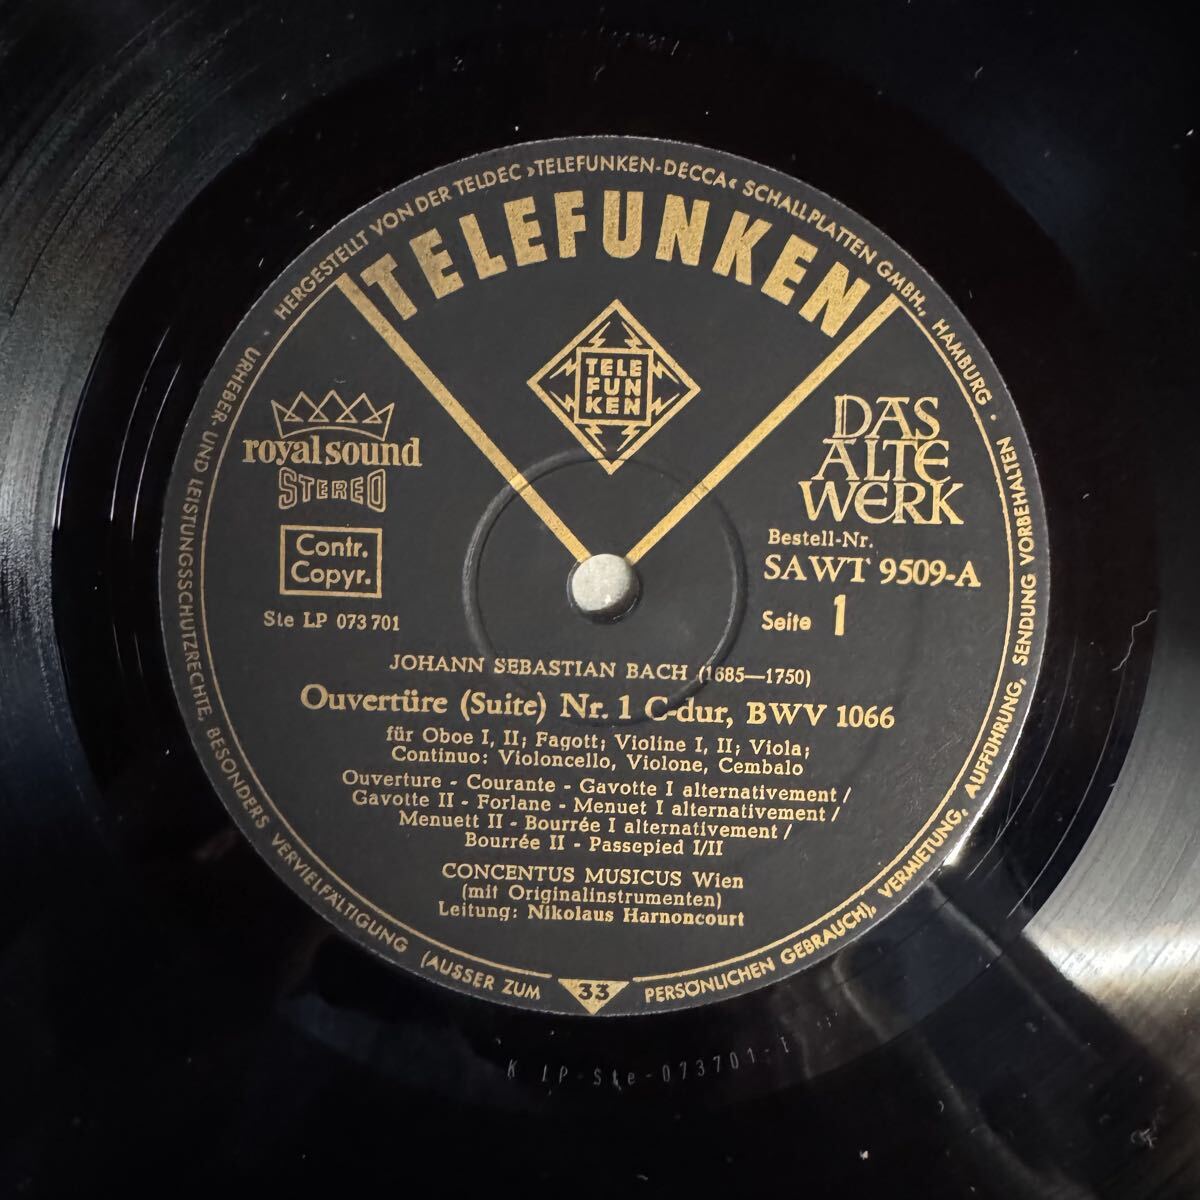 HERGESTELLT VON DER TELDEC »TELEFUNKEN-DECCA« SCHALLPLATTEN GMBH., HAMBURG · URHEBER- UND LEISTUNGSSCHUTZRECHTE, BESONDERS VERVIELFÄLTIGUNG (AUSSER ZUM PERSÖNLICHEN GEBRAUCH), VERMIETUNG, AUFFÜHRUNG, SENDUNG VORBEHALTEN
TELEFUNKEN
TELE
FUN
KEN
royal sound
STEREO
DAS
ALTE
WERK
Contr.
Copyr.
Bestell-Nr.
SAWT 9509-A
Ste LP 073 701
Seite 1
JOHANN SEBASTIAN BACH (1685—1750)
Ouvertüre (Suite) Nr. 1 C-dur, BWV 1066
für Oboe I, II; Fagott; Violine I, II; Viola;
Continuo: Violoncello, Violone, Cembalo
Ouverture - Courante - Gavotte I alternativement /
Gavotte II - Forlane - Menuet I alternativement /
Menuett II - Bourrée I alternativement /
Bourrée II - Passepied I/II
CONCENTUS MUSICUS Wien
(mit Originalinstrumenten)
Leitung: Nikolaus Harnoncourt
33
K LP-Ste-073701-1